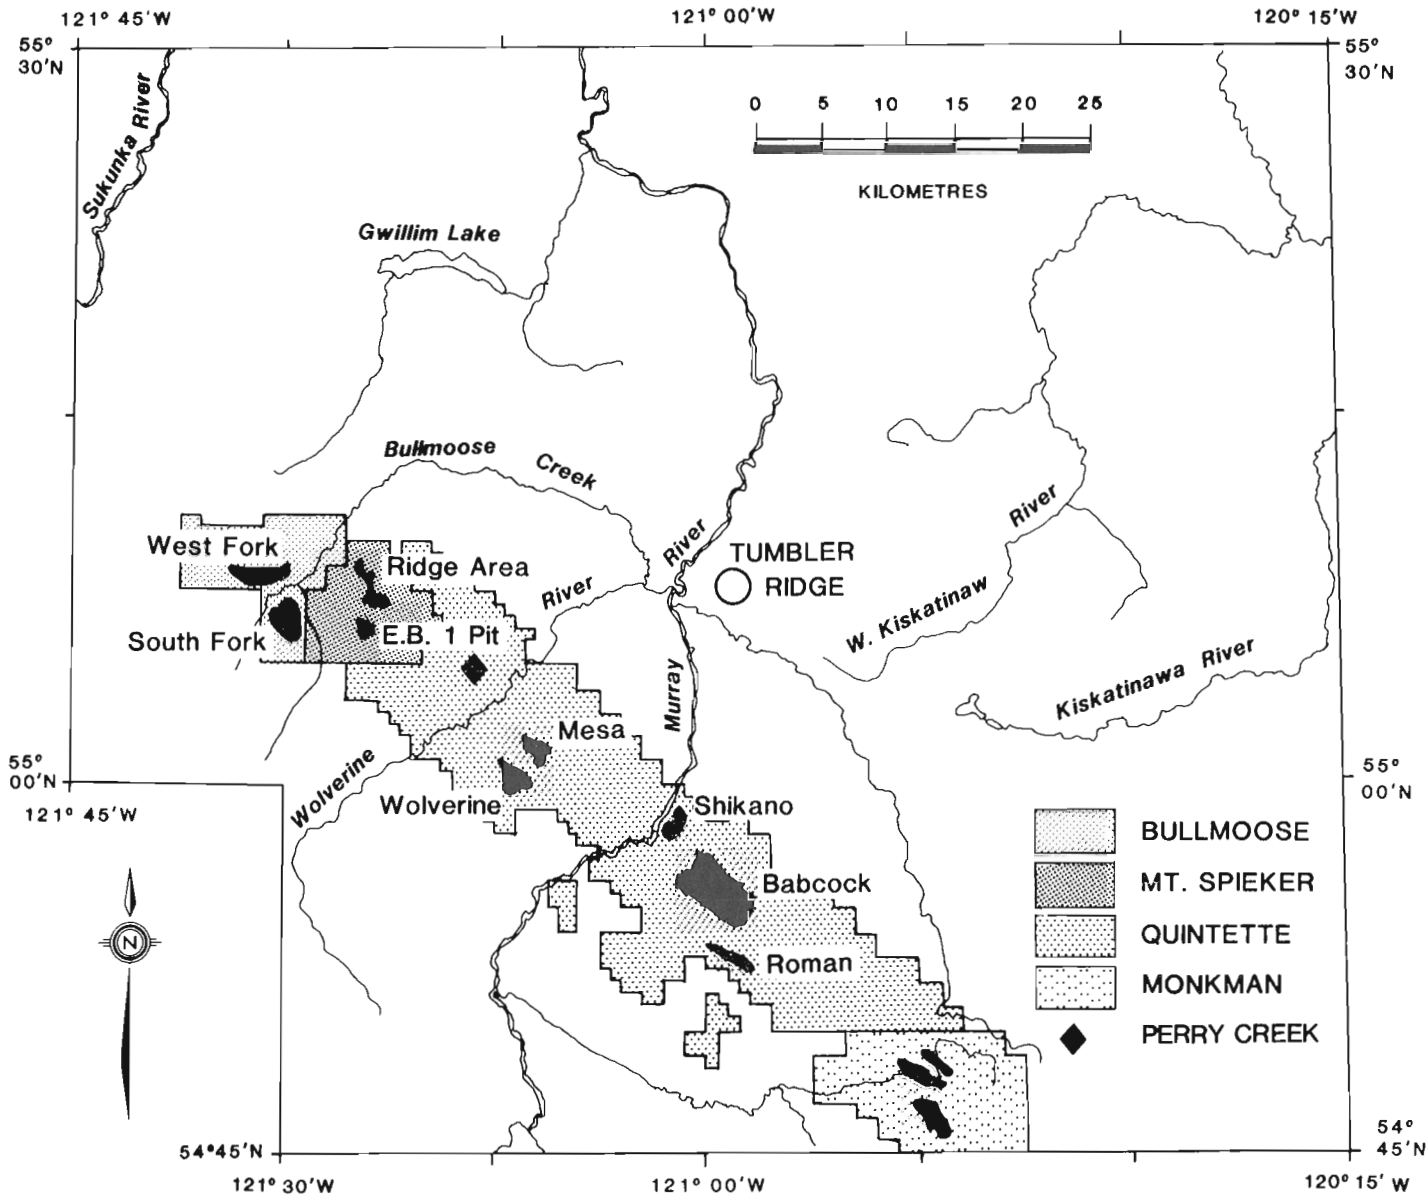 121° 45′W
121° 00′W
120° 15′W
55°
30′N
55°
30′N
0 5 10 15 20 25
KILOMETRES
Sukunka River
Gwillim Lake
Bullmoose Creek
River
TUMBLER
RIDGE
West Fork
Ridge Area
River
South Fork
E.B. 1 Pit
W. Kiskatinaw
River
Kiskatinawa River
Murray
Mesa
Wolverine
Wolverine
Shikano
Babcock
Roman
55°
00′N
121° 45′W
55°
00′N
N
BULLMOOSE
MT. SPIEKER
QUINTETTE
MONKMAN
PERRY CREEK
54°45′N
54°
45′N
121° 30′W
121° 00′W
120° 15′ W